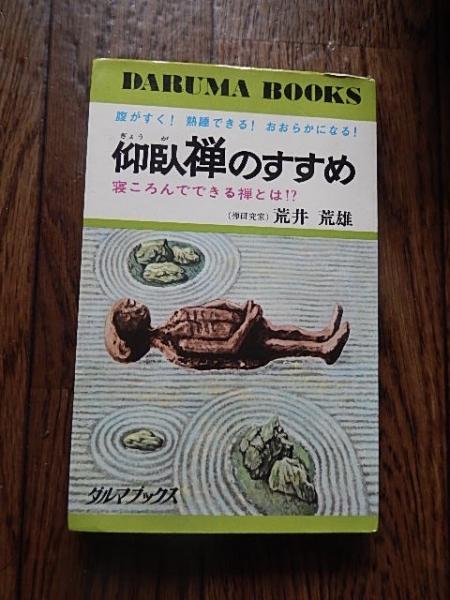 DARUMA BOOKS
腹がすく! 熟睡できる! おおらかになる!
ぎょう が
仰臥禅のすすめ
寝ころんでできる禅とは!?
(禅研究家) 荒井 荒雄
ダルマブックス